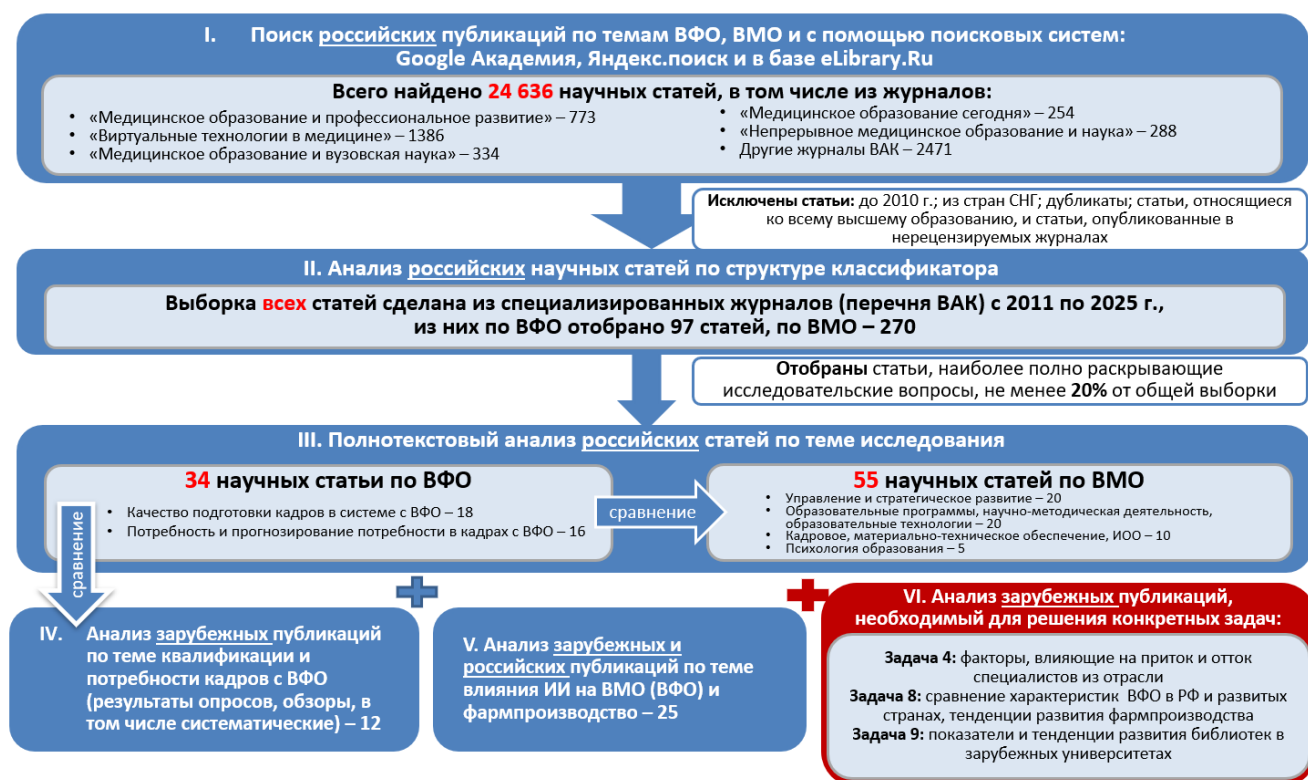 I. Поиск российских публикаций по темам ВФО, ВМО и с помощью поисковых систем:
Google Академия, Яндекс.поиск и в базе eLibrary.Ru
Всего найдено 24 636 научных статей, в том числе из журналов:
• «Медицинское образование и профессиональное развитие» – 773
• «Виртуальные технологии в медицине» – 1386
• «Медицинское образование и вузовская наука» – 334
• «Медицинское образование сегодня» – 254
• «Непрерывное медицинское образование и наука» – 288
• Другие журналы ВАК – 2471
Исключены статьи: до 2010 г.; из стран СНГ; дубликаты; статьи, относящиеся
ко всему высшему образованию, и статьи, опубликованные в
нерецензируемых журналах
II. Анализ российских научных статей по структуре классификатора
Выборка всех статей сделана из специализированных журналов (перечня ВАК) с 2011 по 2025 г.,
из них по ВФО отобрано 97 статей, по ВМО – 270
Отобраны статьи, наиболее полно раскрывающие
исследовательские вопросы, не менее 20% от общей выборки
III. Полнотекстовый анализ российских статей по теме исследования
34 научных статьи по ВФО
• Качество подготовки кадров в системе с ВФО – 18
• Потребность и прогнозирование потребности в кадрах с ВФО – 16
сравнение
55 научных статей по ВМО
• Управление и стратегическое развитие – 20
• Образовательные программы, научно-методическая деятельность,
образовательные технологии – 20
• Кадровое, материально-техническое обеспечение, ИОО – 10
• Психология образования – 5
сравнение
IV. Анализ зарубежных публикаций
по теме квалификации и
потребности кадров с ВФО
(результаты опросов, обзоры, в
том числе систематические) – 12
V. Анализ зарубежных и
российских публикаций по теме
влияния ИИ на ВМО (ВФО) и
фармпроизводство – 25
VI. Анализ зарубежных публикаций,
необходимый для решения конкретных задач:
Задача 4: факторы, влияющие на приток и отток
специалистов из отрасли
Задача 8: сравнение характеристик ВФО в РФ и развитых
странах, тенденции развития фармпроизводства
Задача 9: показатели и тенденции развития библиотек в
зарубежных университетах